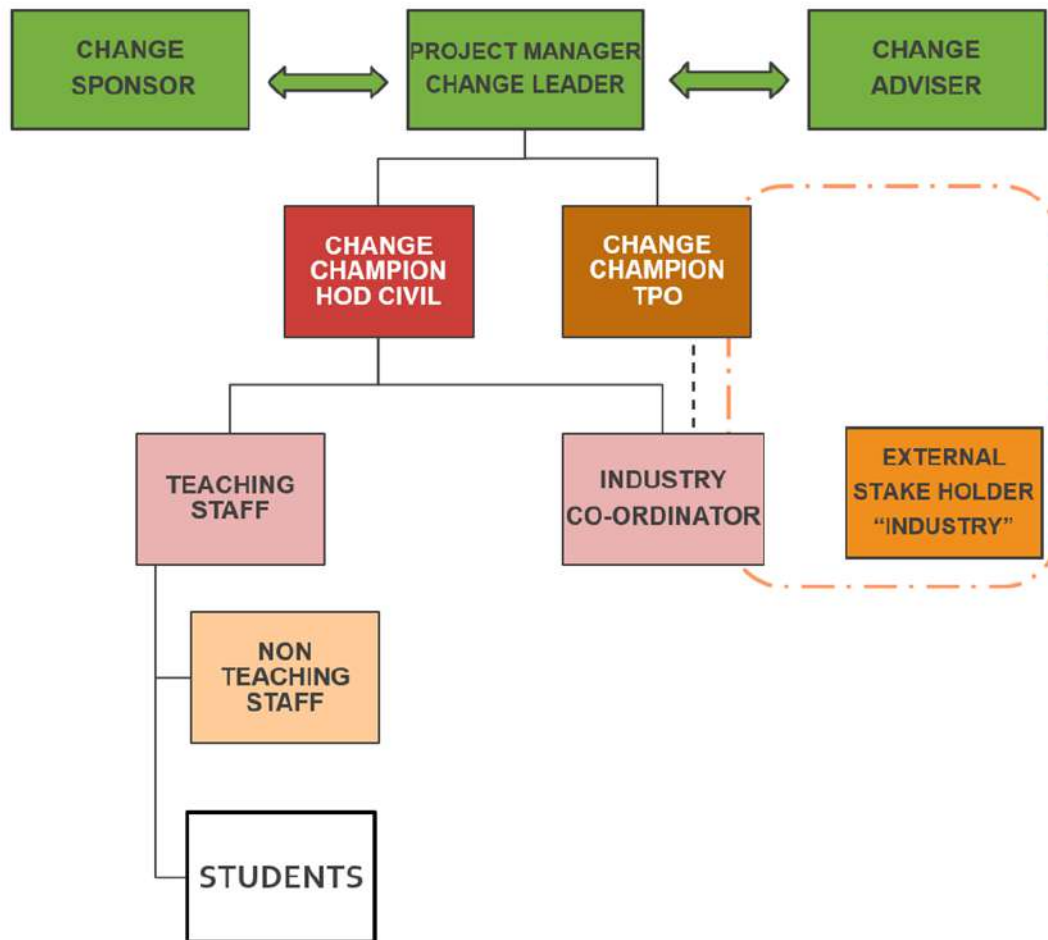 CHANGE
SPONSOR
PROJECT MANAGER
CHANGE LEADER
CHANGE
ADVISER
CHANGE
CHAMPION
HOD CIVIL
CHANGE
CHAMPION
TPO
TEACHING
STAFF
INDUSTRY
CO-ORDINATOR
EXTERNAL
STAKE HOLDER
“INDUSTRY”
NON
TEACHING
STAFF
STUDENTS